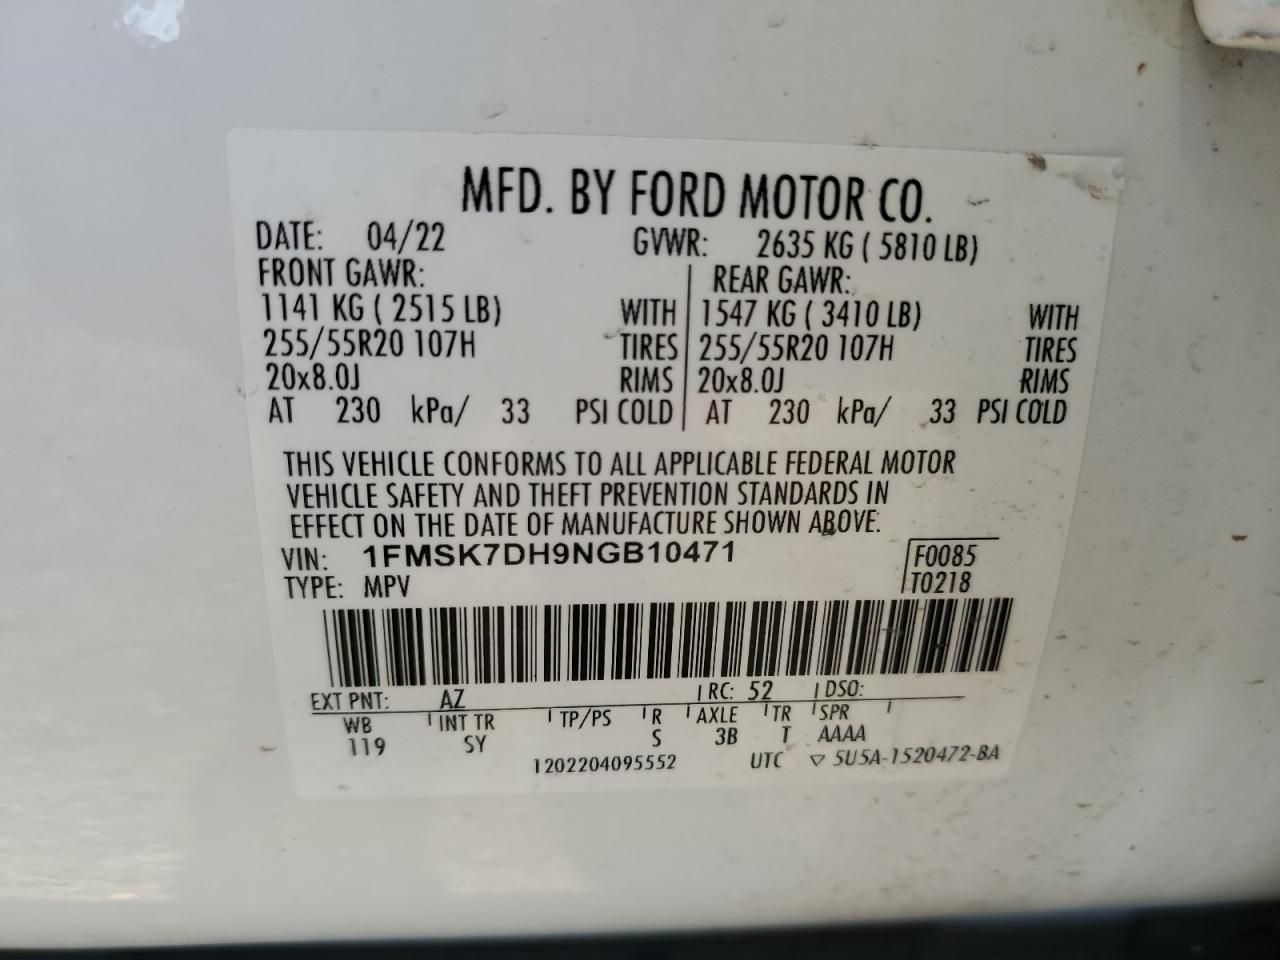 MFD. BY FORD MOTOR CO.
DATE: 04/22 GVWR: 2635 KG ( 5810 LB)
FRONT GAWR: REAR GAWR:
1141 KG ( 2515 LB) WITH 1547 KG ( 3410 LB) WITH
255/55R20 107H TIRES 255/55R20 107H TIRES
20x8.0J RIMS 20x8.0J RIMS
AT 230 kPa/ 33 PSI COLD AT 230 kPa/ 33 PSI COLD
THIS VEHICLE CONFORMS TO ALL APPLICABLE FEDERAL MOTOR
VEHICLE SAFETY AND THEFT PREVENTION STANDARDS IN
EFFECT ON THE DATE OF MANUFACTURE SHOWN ABOVE.
VIN: 1FMSK7DH9NGB10471 F0085
TYPE: MPV T0218
EXT PNT: AZ RC: 52 DSO:
WB INT TR TP/PS R AXLE TR SPR
119 SY S 3B T AAAA
1202204095552 UTC ▽ 5U5A-1520472-BA